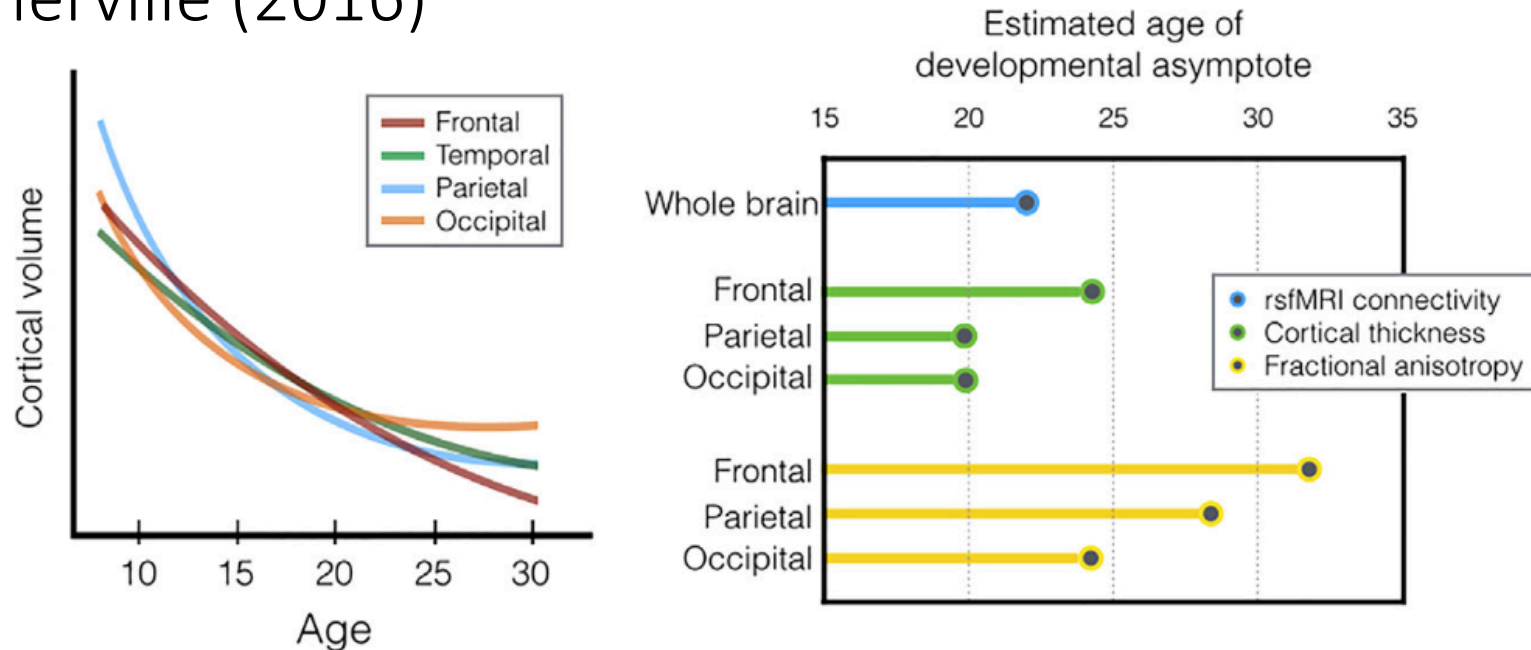 (2016)
Cortical volume
Frontal
Temporal
Parietal
Occipital
10 15 20 25 30
Age
Estimated age of
developmental asymptote
15 20 25 30 35
Whole brain
Frontal
Parietal
Occipital
Frontal
Parietal
Occipital
rsfMRI connectivity
Cortical thickness
Fractional anisotropy